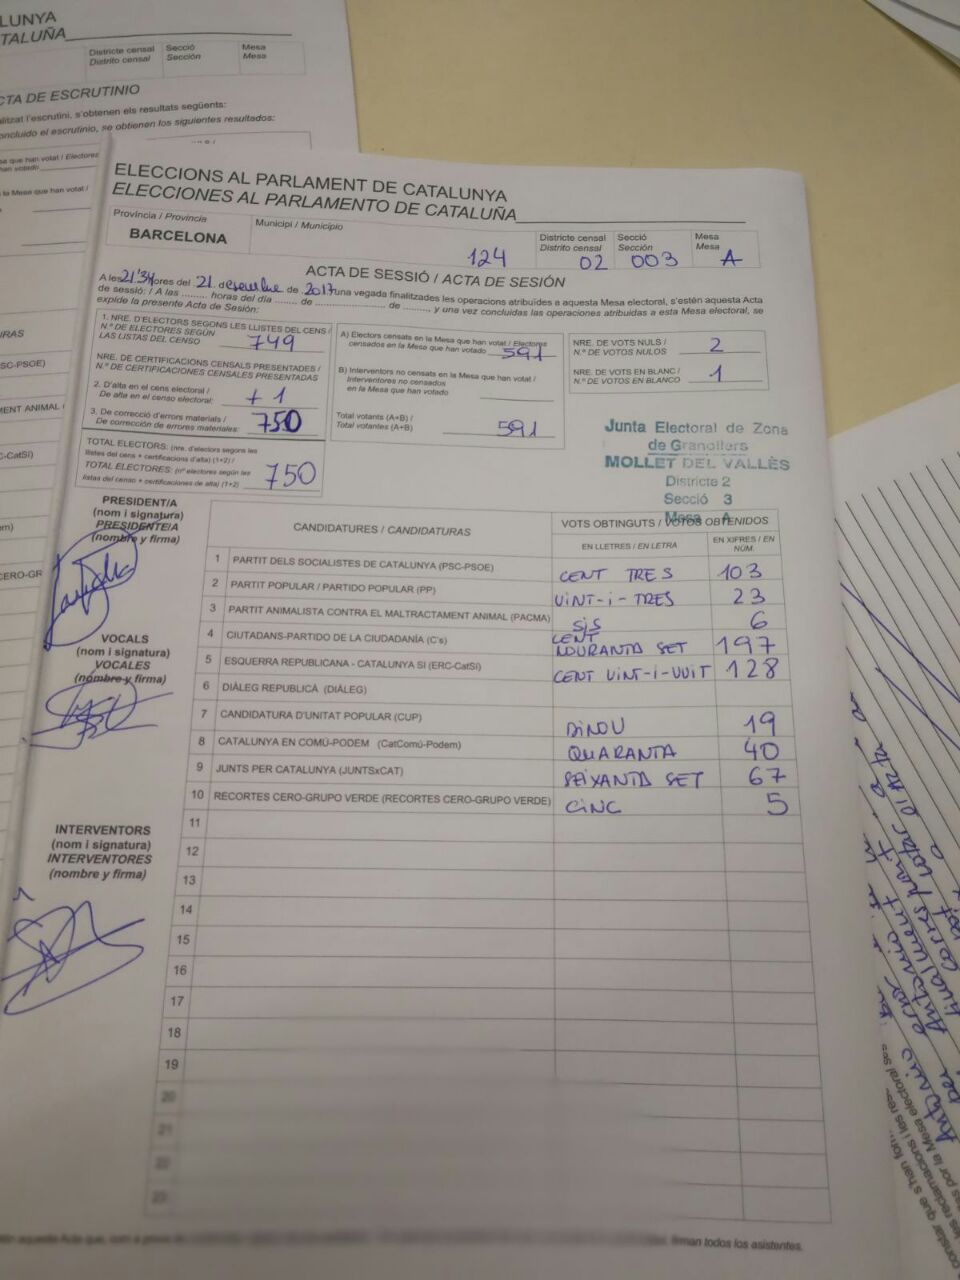 LUNYA
TALUÑA
Districte censal
Distrito censal
Secció
Sección
Mesa
Mesa
CTA DE ESCRUTINIO
alitzat l'escrutini, s'obtenen els resultats següents:
oncluido el escrutinio, se obtienen los siguientes resultados:
ELECCIONS AL PARLAMENT DE CATALUNYA
ELECCIONES AL PARLAMENTO DE CATALUÑA
Província / Provincia
BARCELONA
Municipi / Municipio
124
Districte censal
Distrito censal
02
Secció
Sección
003
Mesa
Mesa
A
ACTA DE SESSIÓ / ACTA DE SESIÓN
A les 21'34 hores del 21 de desembre de 2017 una vegada finalitzades les operacions atribuïdes a aquesta Mesa electoral, s'estén aquesta Acta
de sessió: / A las ......... horas del día ....... de .................. de ........, y una vez concluidas las operaciones atribuidas a esta Mesa electoral, se
expide la presente Acta de Sesión:
1. NRE. D'ELECTORS SEGONS LES LLISTES DEL CENS /
N.º DE ELECTORES SEGÚN
LAS LISTAS DEL CENSO
749
NRE. DE CERTIFICACIONS CENSALS PRESENTADES /
N.º DE CERTIFICACIONES CENSALES PRESENTADAS
2. D'alta en el cens electoral /
De alta en el censo electoral:
+ 1
3. De correcció d'errors materials /
De corrección de errores materiales:
750
TOTAL ELECTORS: (nre. d'electors segons les
llistes del cens + certificacions d'alta) (1+2) /
TOTAL ELECTORES: (nº electores según las
listas del censo + certificaciones de alta) (1+2)
750
A) Electors censats en la Mesa que han votat / Electores
censados en la Mesa que han votado
591
B) Interventors no censats en la Mesa que han votat /
Interventores no censados
en la Mesa que han votado
Total votants (A+B) /
Total votantes (A+B)
591
NRE. DE VOTS NULS /
N.º DE VOTOS NULOS
2
NRE. DE VOTS EN BLANC /
N.º DE VOTOS EN BLANCO
1
Junta Electoral de Zona
de Granollers
MOLLET DEL VALLÈS
Districte 2
Secció 3
Mesa A
PRESIDENT/A
(nom i signatura)
PRESIDENTE/A
(nombre y firma)
VOCALS
(nom i signatura)
VOCALES
(nombre y firma)
INTERVENTORS
(nom i signatura)
INTERVENTORES
(nombre y firma)
CANDIDATURES / CANDIDATURAS
VOTS OBTINGUTS / VOTOS OBTENIDOS
EN LLETRES / EN LETRA
EN XIFRES / EN NÚM.
1 PARTIT DELS SOCIALISTES DE CATALUNYA (PSC-PSOE) CENT TRES 103
2 PARTIT POPULAR / PARTIDO POPULAR (PP) VINT-i-TRES 23
3 PARTIT ANIMALISTA CONTRA EL MALTRACTAMENT ANIMAL (PACMA) SiS 6
4 CIUTADANS-PARTIDO DE LA CIUDADANÍA (C's) CENT NOURANTA SET 197
5 ESQUERRA REPUBLICANA - CATALUNYA SÍ (ERC-CatSí) CENT VINT-i-VUIT 128
6 DIÀLEG REPUBLICÀ (DIÀLEG)
7 CANDIDATURA D'UNITAT POPULAR (CUP) DiNOU 19
8 CATALUNYA EN COMÚ-PODEM (CatComú-Podem) QUARANTA 40
9 JUNTS PER CATALUNYA (JUNTSxCAT) SEIXANTA SET 67
10 RECORTES CERO-GRUPO VERDE (RECORTES CERO-GRUPO VERDE) CiNC 5
11
12
13
14
15
16
17
18
19
20
21
22
23
firman todos los asistentes.